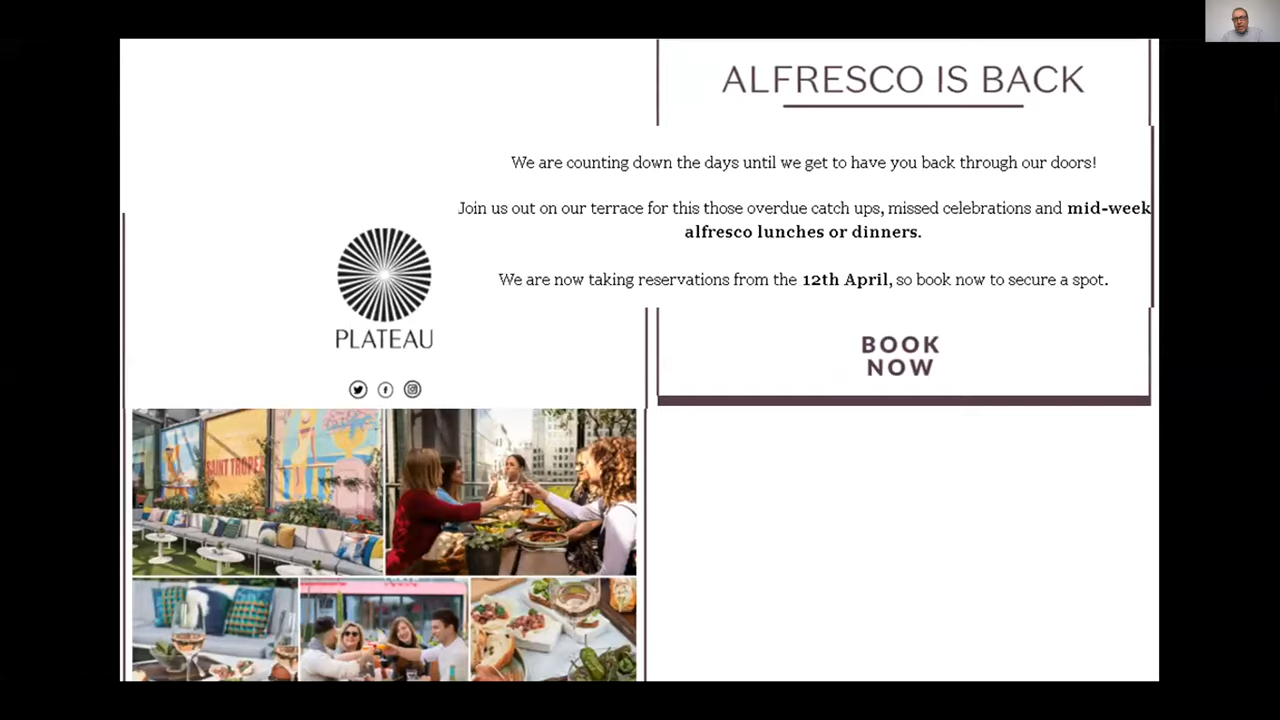 ALFRESCO IS BACK
We are counting down the days until we get to have you back through our doors!
Join us out on our terrace for this those overdue catch ups, missed celebrations and mid-week
alfresco lunches or dinners.
We are now taking reservations from the 12th April, so book now to secure a spot.
BOOK
NOW
PLATEAU
SAINT TROPEZ